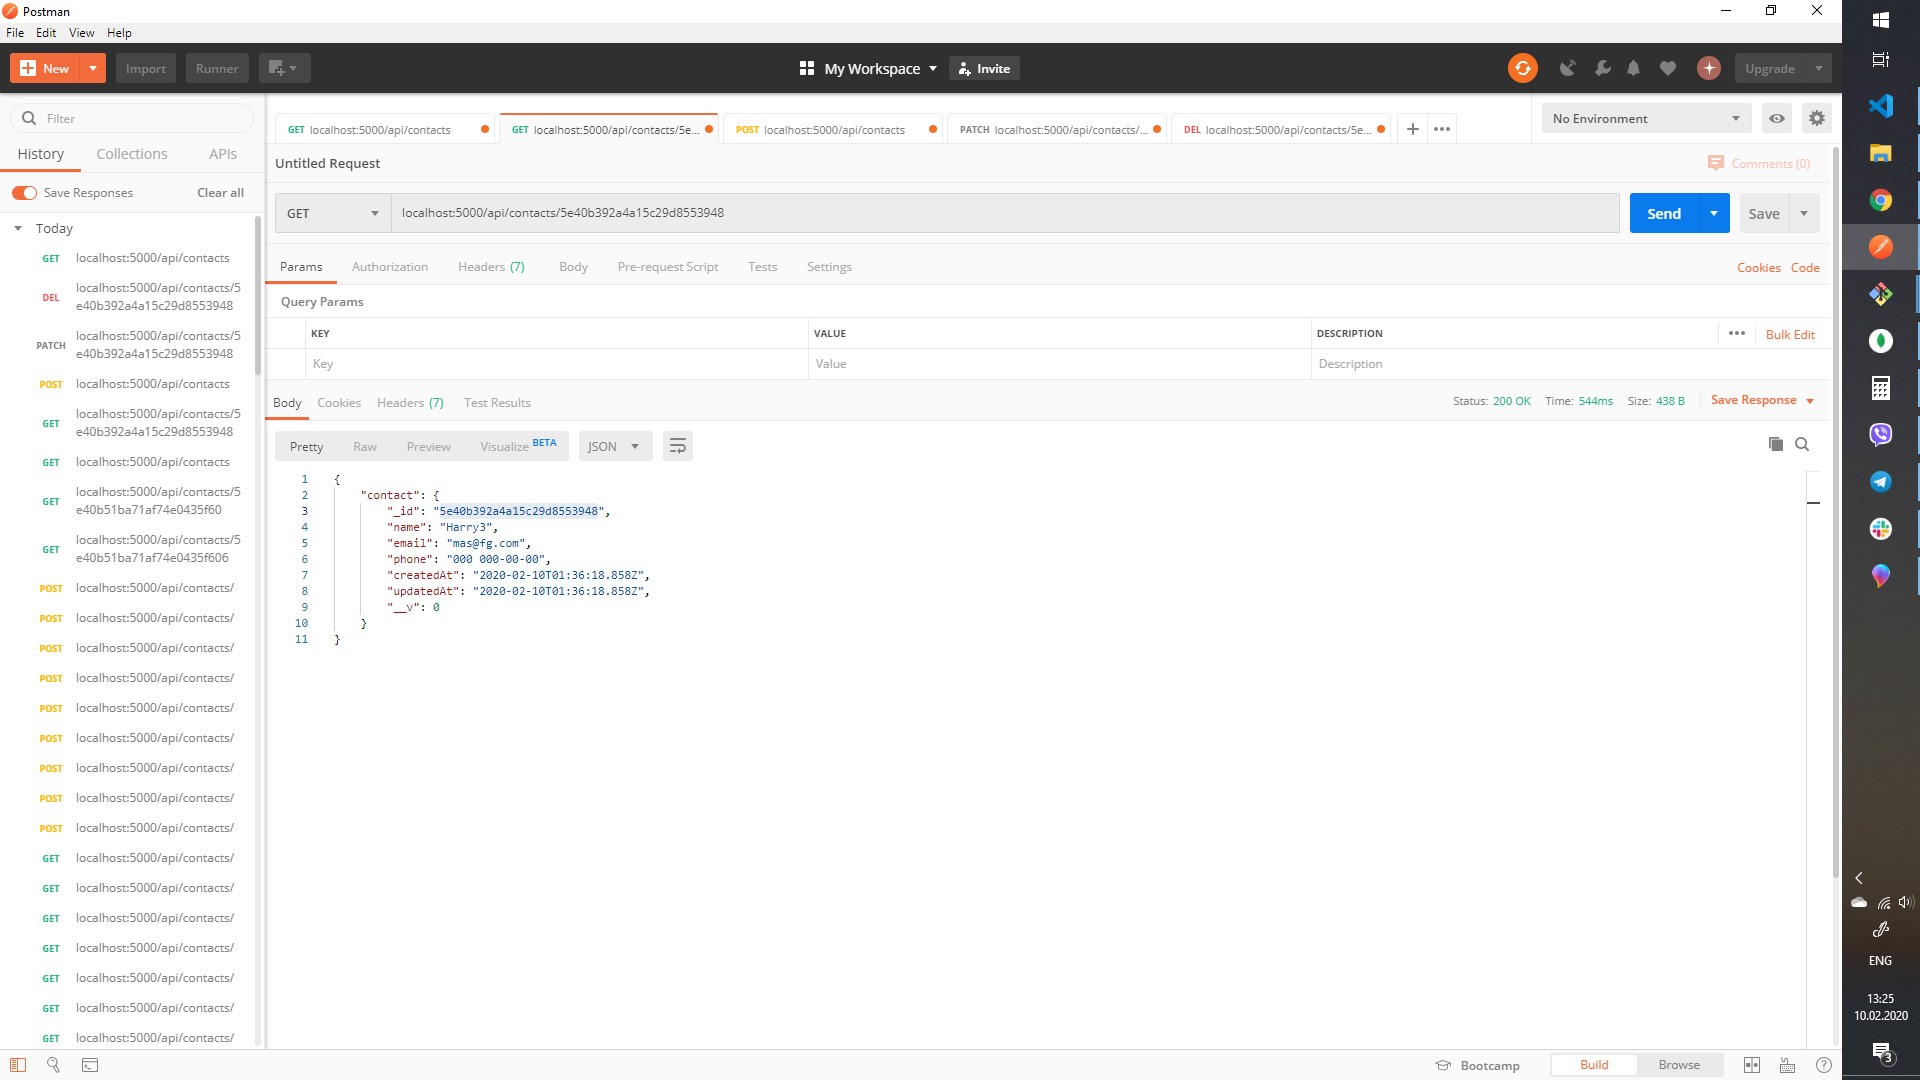 Postman
File Edit View Help
New Import Runner My Workspace Invite Upgrade
Filter
History Collections APIs
Save Responses Clear all
Today
GET localhost:5000/api/contacts
DEL localhost:5000/api/contacts/5
e40b392a4a15c29d8553948
PATCH localhost:5000/api/contacts/5
e40b392a4a15c29d8553948
POST localhost:5000/api/contacts
GET localhost:5000/api/contacts/5
e40b392a4a15c29d8553948
GET localhost:5000/api/contacts
GET localhost:5000/api/contacts/5
e40b51ba71af74e0435f60
GET localhost:5000/api/contacts/5
e40b51ba71af74e0435f606
POST localhost:5000/api/contacts/
POST localhost:5000/api/contacts/
POST localhost:5000/api/contacts/
POST localhost:5000/api/contacts/
POST localhost:5000/api/contacts/
POST localhost:5000/api/contacts/
POST localhost:5000/api/contacts/
POST localhost:5000/api/contacts/
POST localhost:5000/api/contacts/
GET localhost:5000/api/contacts/
GET localhost:5000/api/contacts/
GET localhost:5000/api/contacts/
GET localhost:5000/api/contacts/
GET localhost:5000/api/contacts/
GET localhost:5000/api/contacts/
GET localhost:5000/api/contacts/
GET localhost:5000/api/contacts GET localhost:5000/api/contacts/5e... POST localhost:5000/api/contacts PATCH localhost:5000/api/contacts/... DEL localhost:5000/api/contacts/5e... + ••• No Environment
Untitled Request Comments (0)
GET localhost:5000/api/contacts/5e40b392a4a15c29d8553948 Send Save
Params Authorization Headers (7) Body Pre-request Script Tests Settings Cookies Code
Query Params
KEY VALUE DESCRIPTION ••• Bulk Edit
Key Value Description
Body Cookies Headers (7) Test Results Status: 200 OK Time: 544ms Size: 438 B Save Response
Pretty Raw Preview Visualize BETA JSON
1 {
2 "contact": {
3 "_id": "5e40b392a4a15c29d8553948",
4 "name": "Harry3",
5 "email": "mas@fg.com",
6 "phone": "000 000-00-00",
7 "createdAt": "2020-02-10T01:36:18.858Z",
8 "updatedAt": "2020-02-10T01:36:18.858Z",
9 "__v": 0
10 }
11 }
Bootcamp Build Browse
ENG
13:25
10.02.2020
3